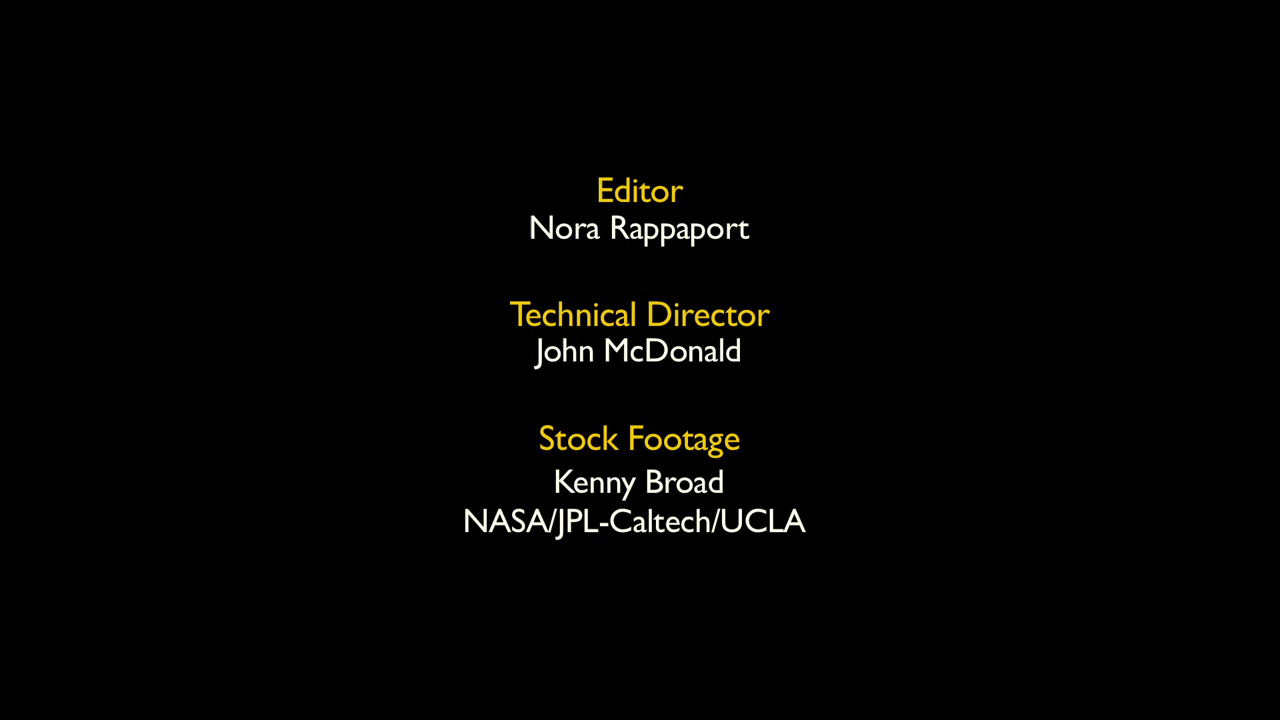 Editor
Nora Rappaport
Technical Director
John McDonald
Stock Footage
Kenny Broad
NASA/JPL-Caltech/UCLA